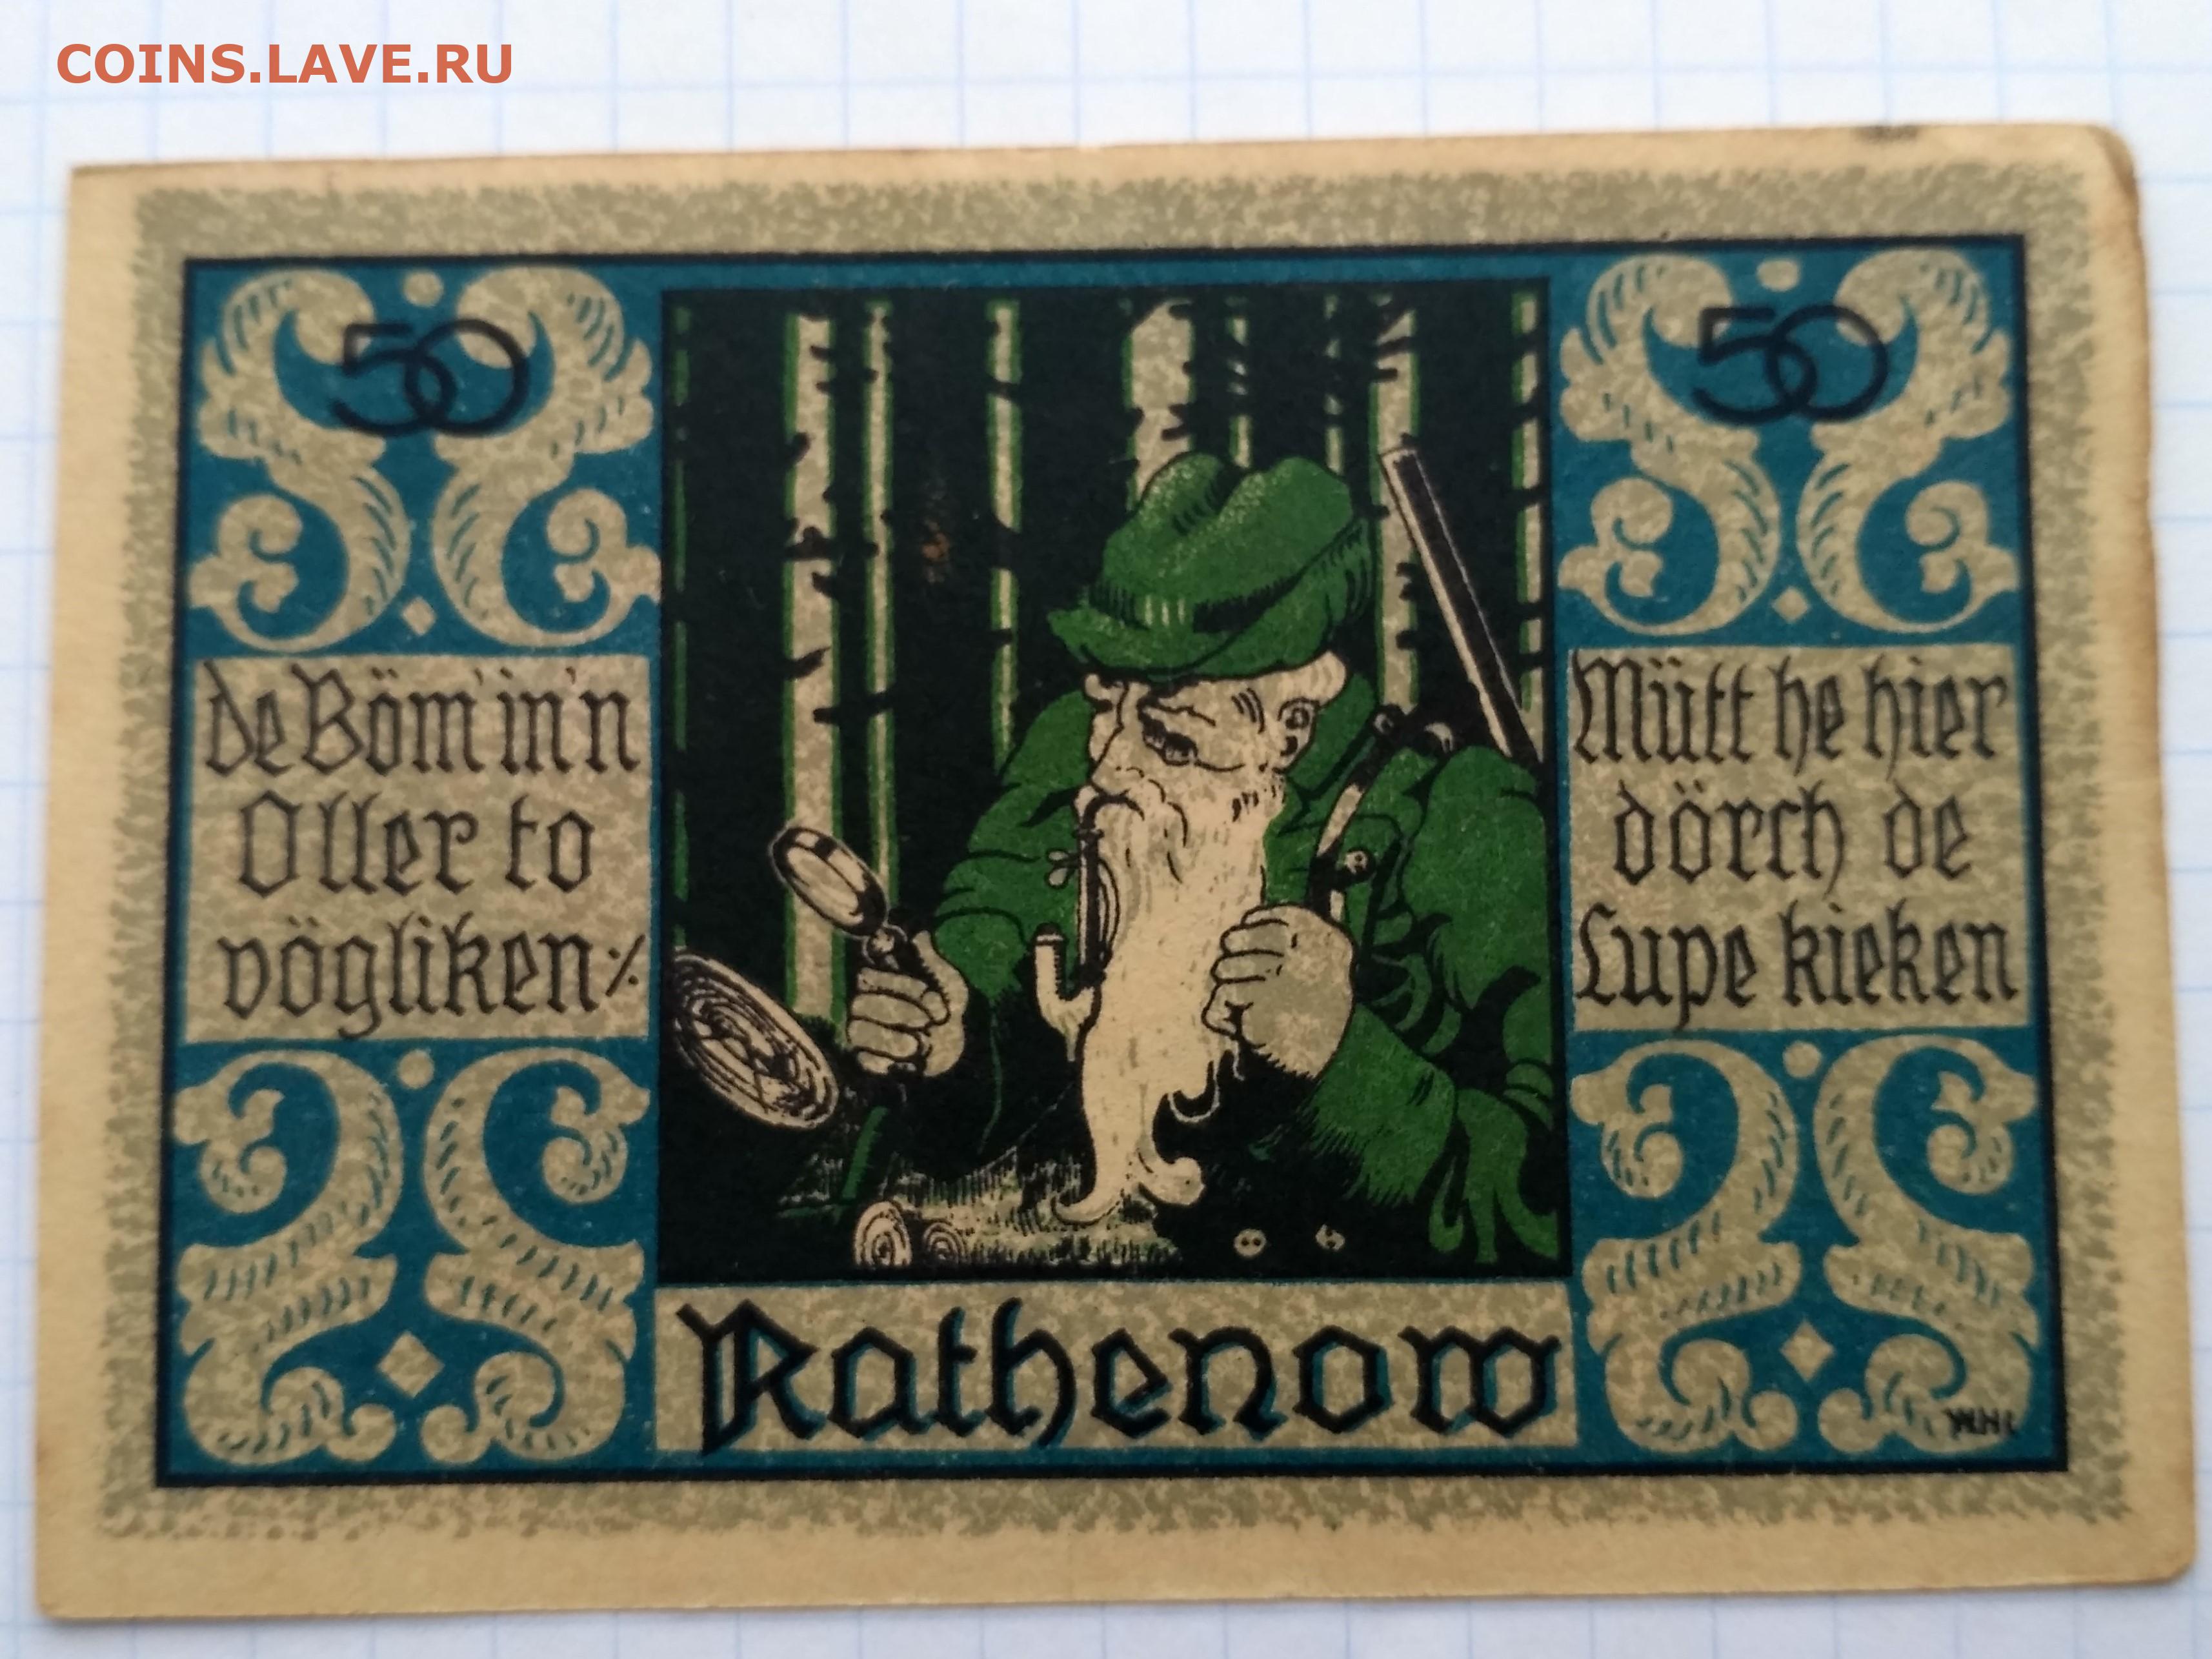 COINS.LAVE.RU
50
50
de Böm' in'n
Oller to
vögliken⁒
Mütt he hier
dörch de
Lupe kieken
Rathenow